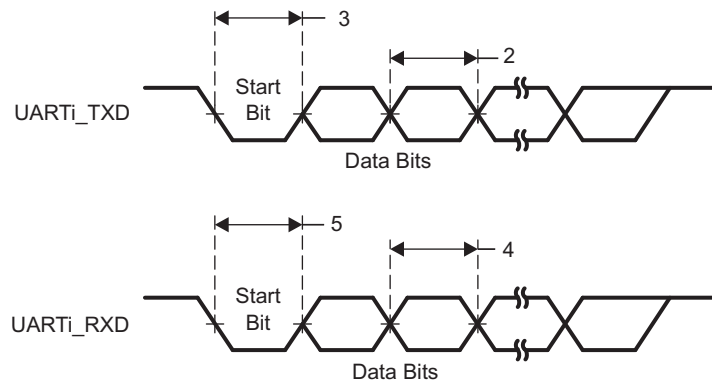 3
2
Start
Bit
UARTi_TXD
Data Bits
5
4
Start
Bit
UARTi_RXD
Data Bits